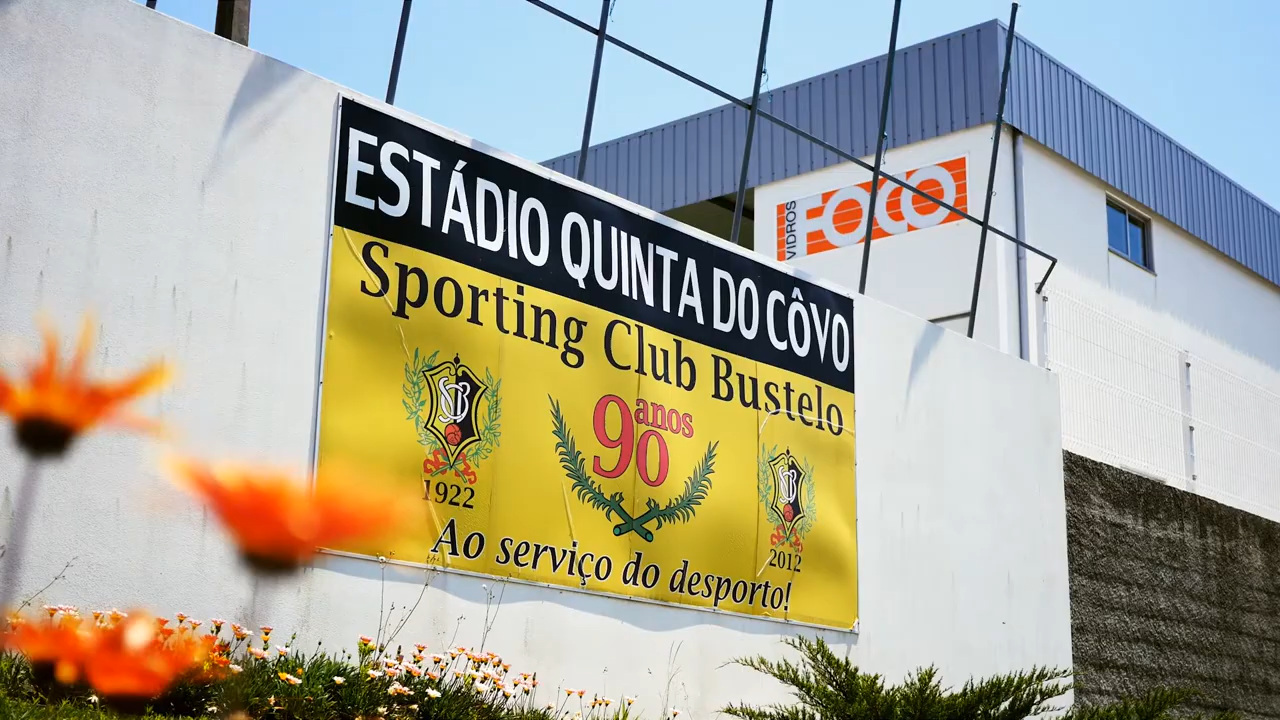 ESTÁDIO QUINTA DO CÔVO
Sporting Club Bustelo
90 anos
1922
2012
Ao serviço do desporto!
VIDROS
FOCO